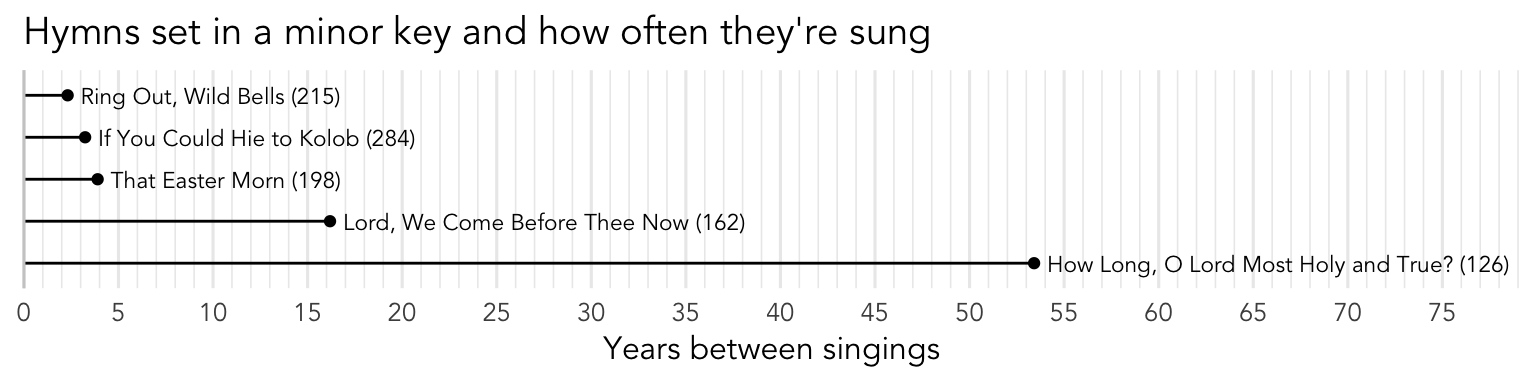 Hymns set in a minor key and how often they're sung
Ring Out, Wild Bells (215)
If You Could Hie to Kolob (284)
That Easter Morn (198)
Lord, We Come Before Thee Now (162)
How Long, O Lord Most Holy and True? (126)
0 5 10 15 20 25 30 35 40 45 50 55 60 65 70 75
Years between singings